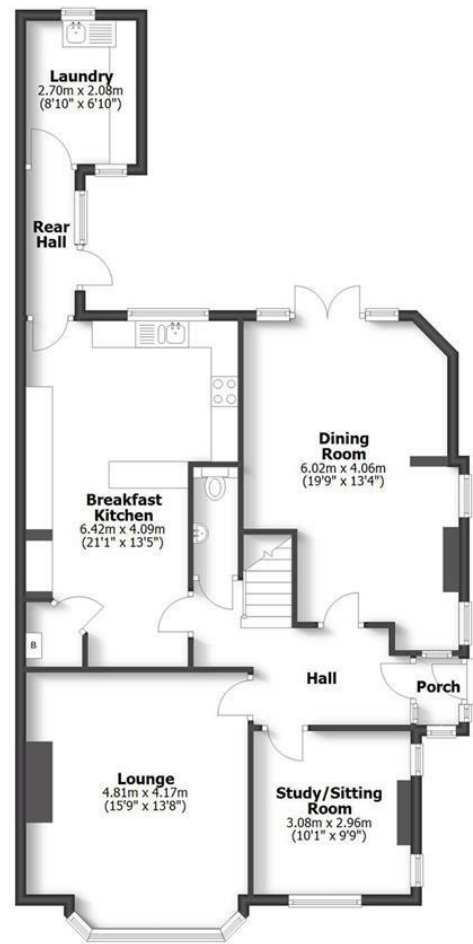 Laundry
2.70m x 2.08m
(8'10" x 6'10")
Rear
Hall
Dining
Room
6.02m x 4.06m
(19'9" x 13'4")
Breakfast
Kitchen
6.42m x 4.09m
(21'1" x 13'5")
B
Hall
Porch
Lounge
4.81m x 4.17m
(15'9" x 13'8")
Study/Sitting
Room
3.08m x 2.96m
(10'1" x 9'9")